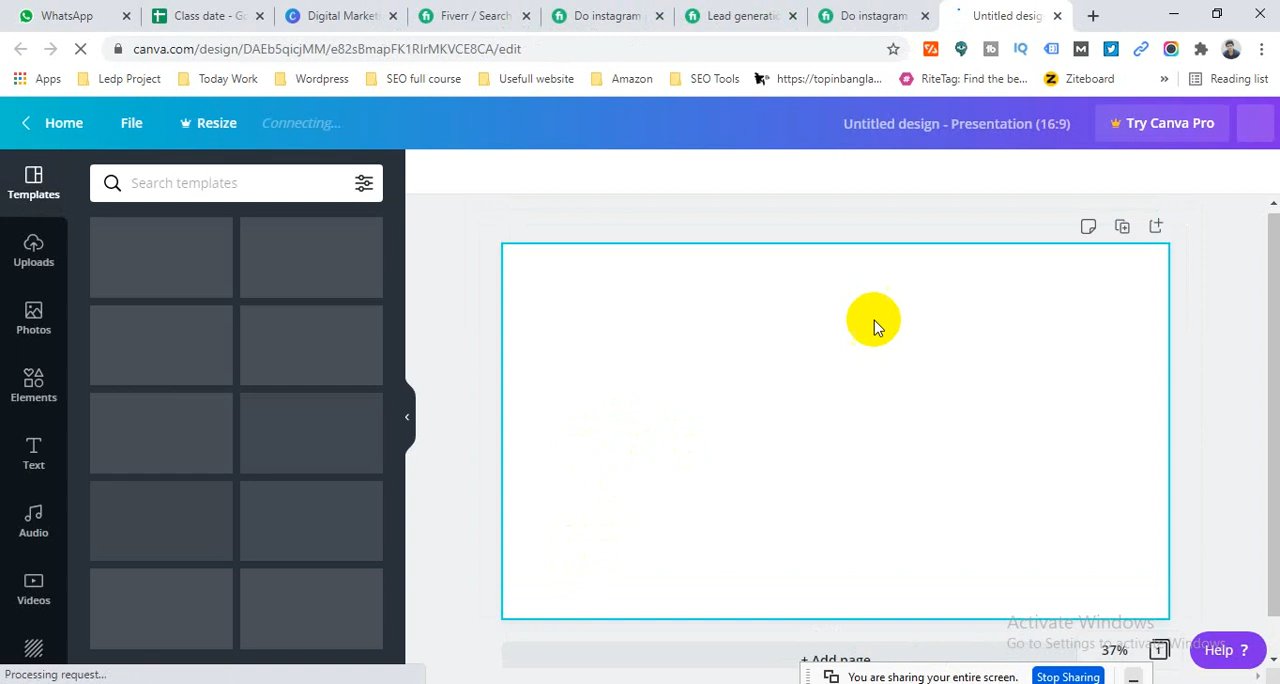 WhatsApp
Class date - Go
Digital Market
Fiverr / Search
Do instagram
Lead generati
Do instagram
Untitled desig
canva.com/design/DAEb5qicjMM/e82sBmapFK1RIrMKVCE8CA/edit
Apps
Ledp Project
Today Work
Wordpress
SEO full course
Usefull website
Amazon
SEO Tools
https://topinbangla...
RiteTag: Find the be...
Ziteboard
»
Reading list
Home
File
Resize
Connecting...
Untitled design - Presentation (16:9)
Try Canva Pro
Templates
Search templates
Uploads
Photos
Elements
Text
Audio
Videos
Activate Windows
Go to Settings to activate Windows.
37%
1
Help ?
+ Add page
Processing request...
You are sharing your entire screen.
Stop Sharing